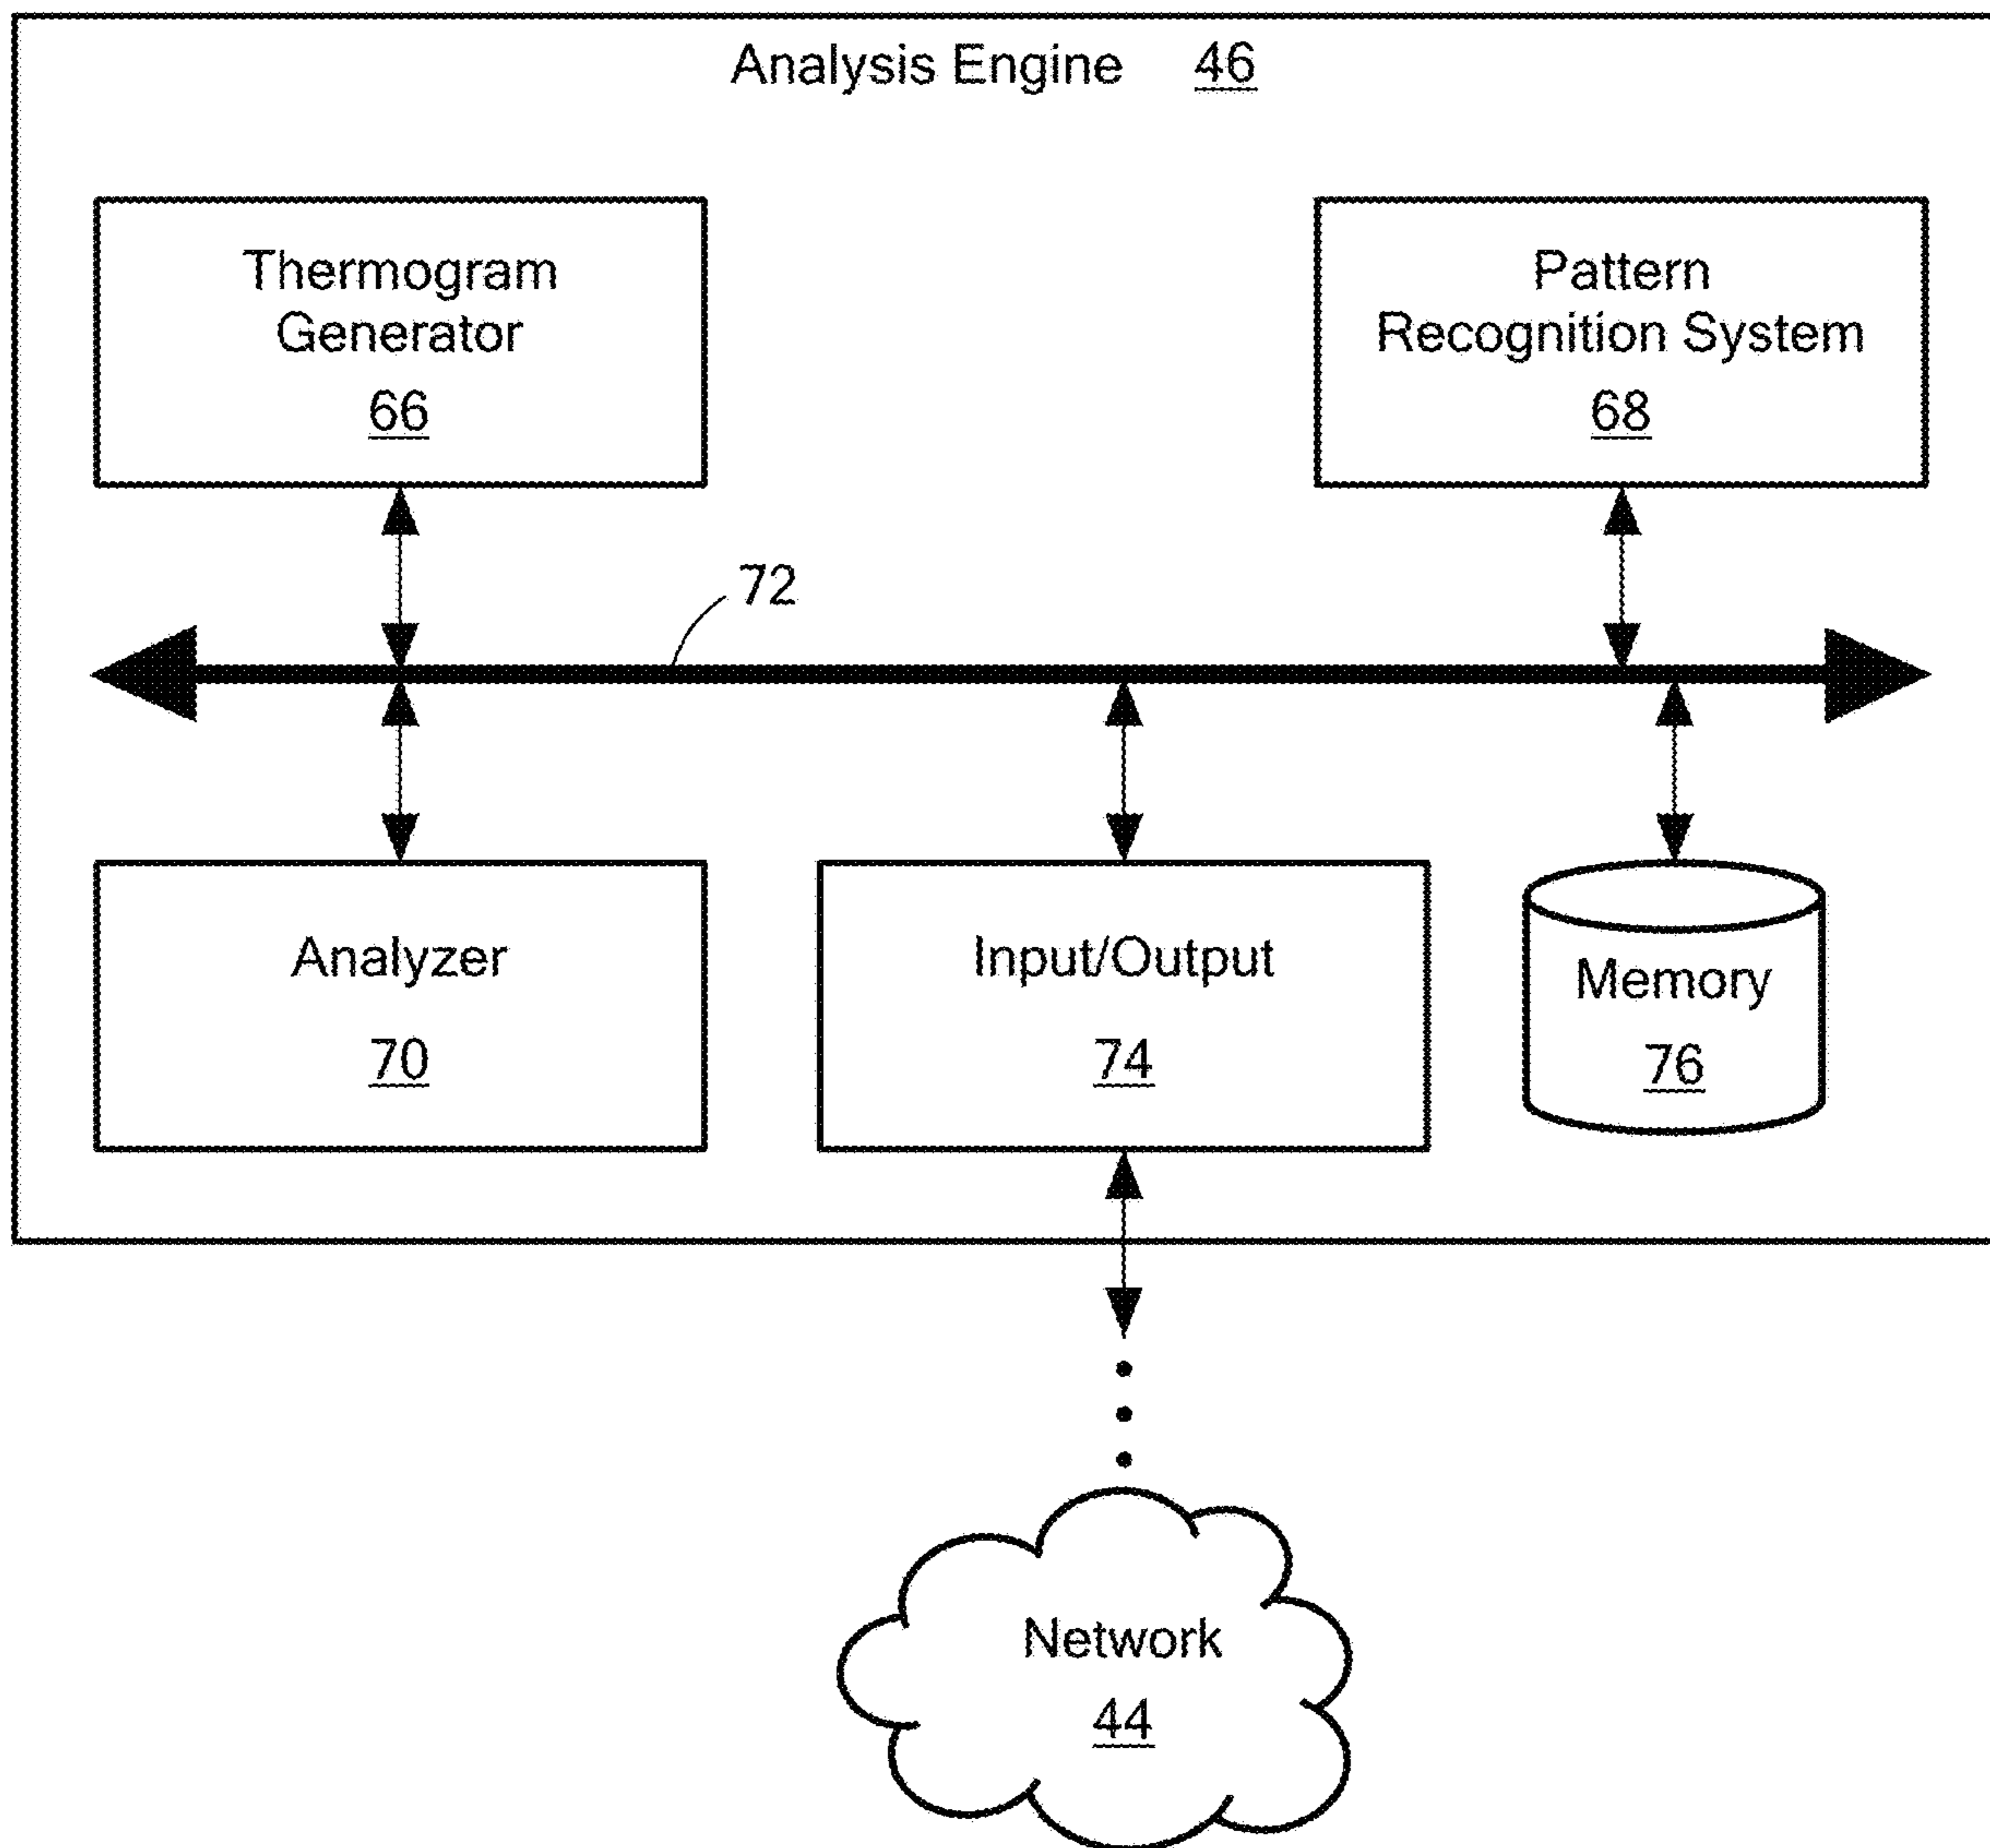 Analysis Engine 46
Thermogram
Generator
66
Pattern
Recognition System
68
72
Analyzer
70
Input/Output
74
Memory
76
Network
44